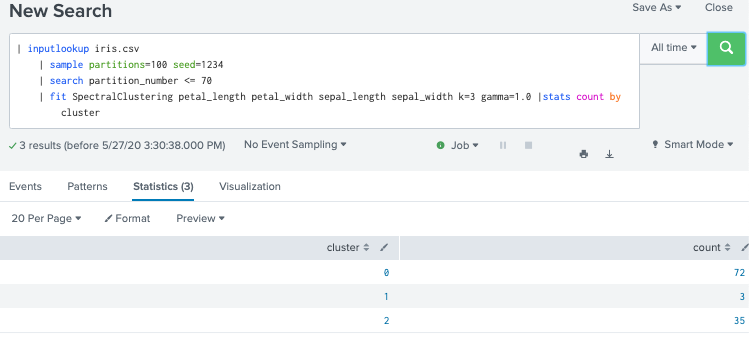 New Search
Save As Close
| inputlookup iris.csv
| sample partitions=100 seed=1234
| search partition_number <= 70
| fit SpectralClustering petal_length petal_width sepal_length sepal_width k=3 gamma=1.0 |stats count by
cluster
All time
3 results (before 5/27/20 3:30:38.000 PM) No Event Sampling Job Smart Mode
Events Patterns Statistics (3) Visualization
20 Per Page Format Preview
cluster count
0 72
1 3
2 35